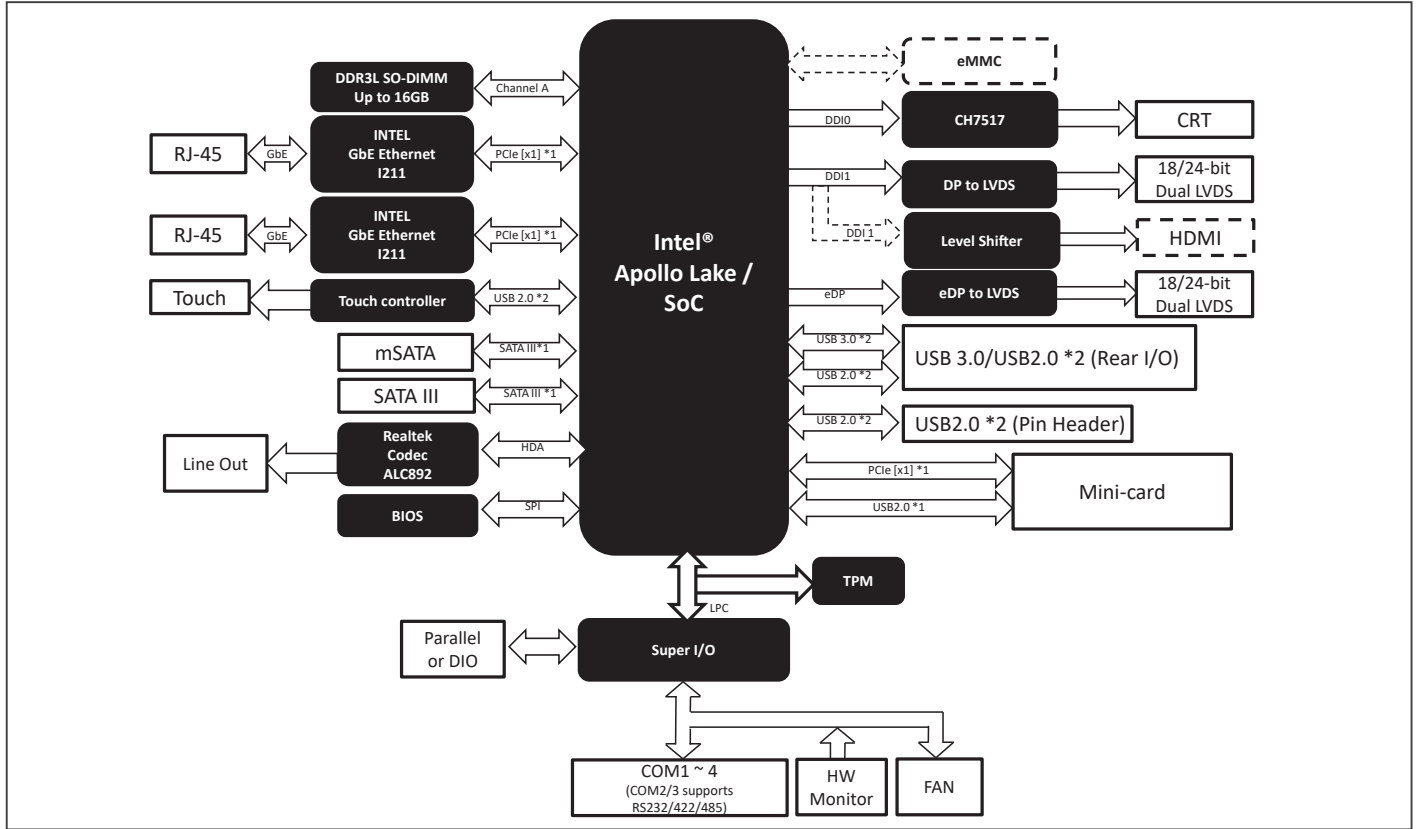 DDR3L SO-DIMM
Up to 16GB
Channel A
RJ-45
GbE
INTEL
GbE Ethernet
I211
PCIe [x1] *1
RJ-45
GbE
INTEL
GbE Ethernet
I211
PCIe [x1] *1
Touch
Touch controller
USB 2.0 *2
mSATA
SATA III*1
SATA III
SATA III *1
Line Out
Realtek
Codec
ALC892
HDA
BIOS
SPI
Intel®
Apollo Lake /
SoC
eMMC
DDI0
CH7517
CRT
DDI1
DP to LVDS
18/24-bit
Dual LVDS
DDI 1
Level Shifter
HDMI
eDP
eDP to LVDS
18/24-bit
Dual LVDS
USB 3.0 *2
USB 2.0 *2
USB 3.0/USB2.0 *2 (Rear I/O)
USB 2.0 *2
USB2.0 *2 (Pin Header)
PCIe [x1] *1
USB2.0 *1
Mini-card
TPM
LPC
Parallel
or DIO
Super I/O
COM1 ~ 4
(COM2/3 supports
RS232/422/485)
HW
Monitor
FAN